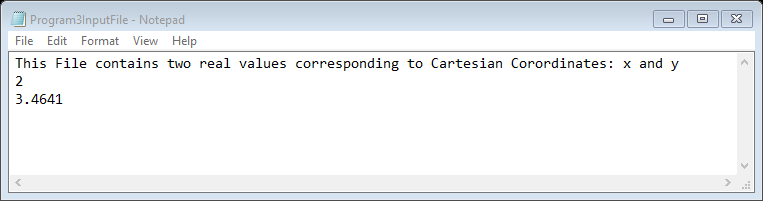 Program3InputFile - Notepad
File Edit Format View Help
This File contains two real values corresponding to Cartesian Corordinates: x and y
2
3.4641